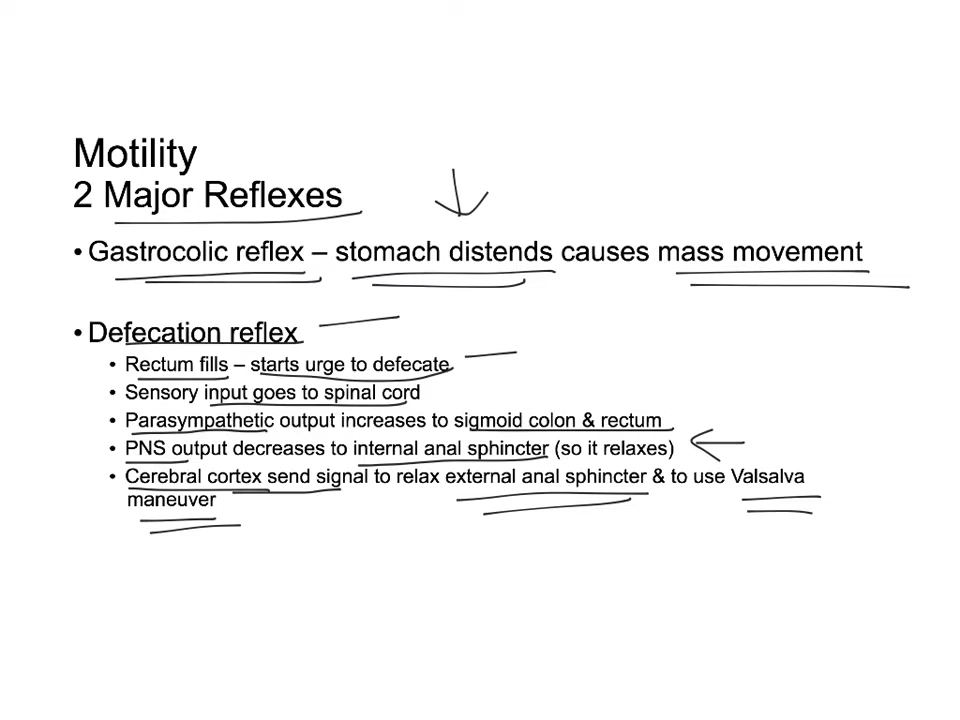 Motility
2 Major Reflexes
• Gastrocolic reflex – stomach distends causes mass movement
• Defecation reflex
• Rectum fills – starts urge to defecate
• Sensory input goes to spinal cord
• Parasympathetic output increases to sigmoid colon & rectum
• PNS output decreases to internal anal sphincter (so it relaxes)
• Cerebral cortex send signal to relax external anal sphincter & to use Valsalva
maneuver